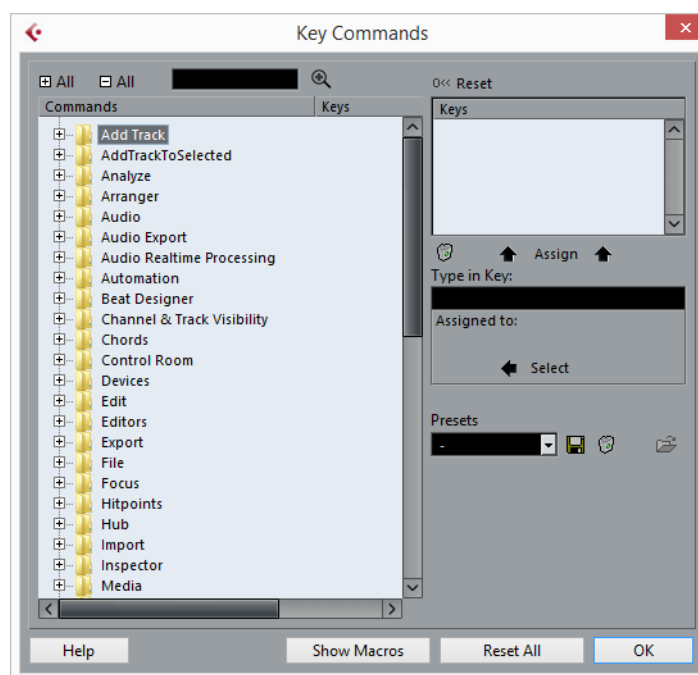 Key Commands
All All
0<< Reset
Commands Keys
Keys
Add Track
AddTrackToSelected
Analyze
Arranger
Audio
Audio Export
Audio Realtime Processing
Automation
Beat Designer
Channel & Track Visibility
Chords
Control Room
Devices
Edit
Editors
Export
File
Focus
Hitpoints
Hub
Import
Inspector
Media
Assign
Type in Key:
Assigned to:
Select
Presets
-
Help Show Macros Reset All OK